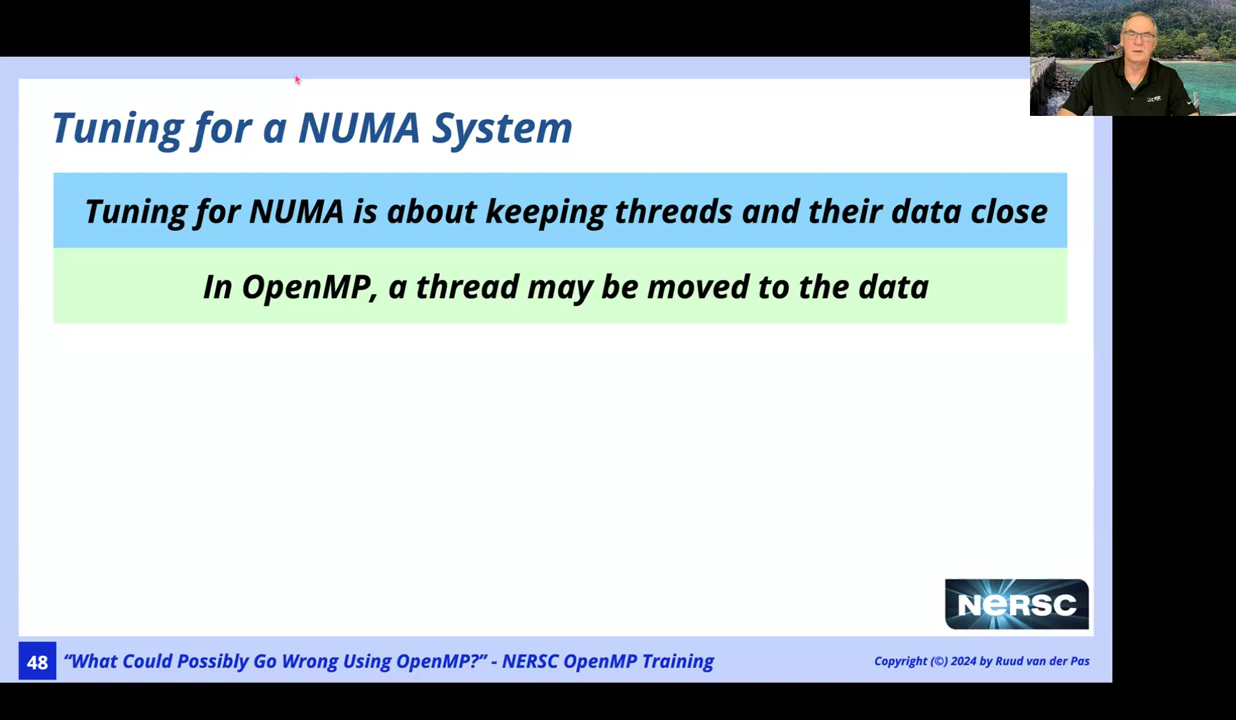 Tuning for a NUMA System
Tuning for NUMA is about keeping threads and their data close
In OpenMP, a thread may be moved to the data
NeRSC
48
“What Could Possibly Go Wrong Using OpenMP?” - NERSC OpenMP Training
Copyright (©) 2024 by Ruud van der Pas